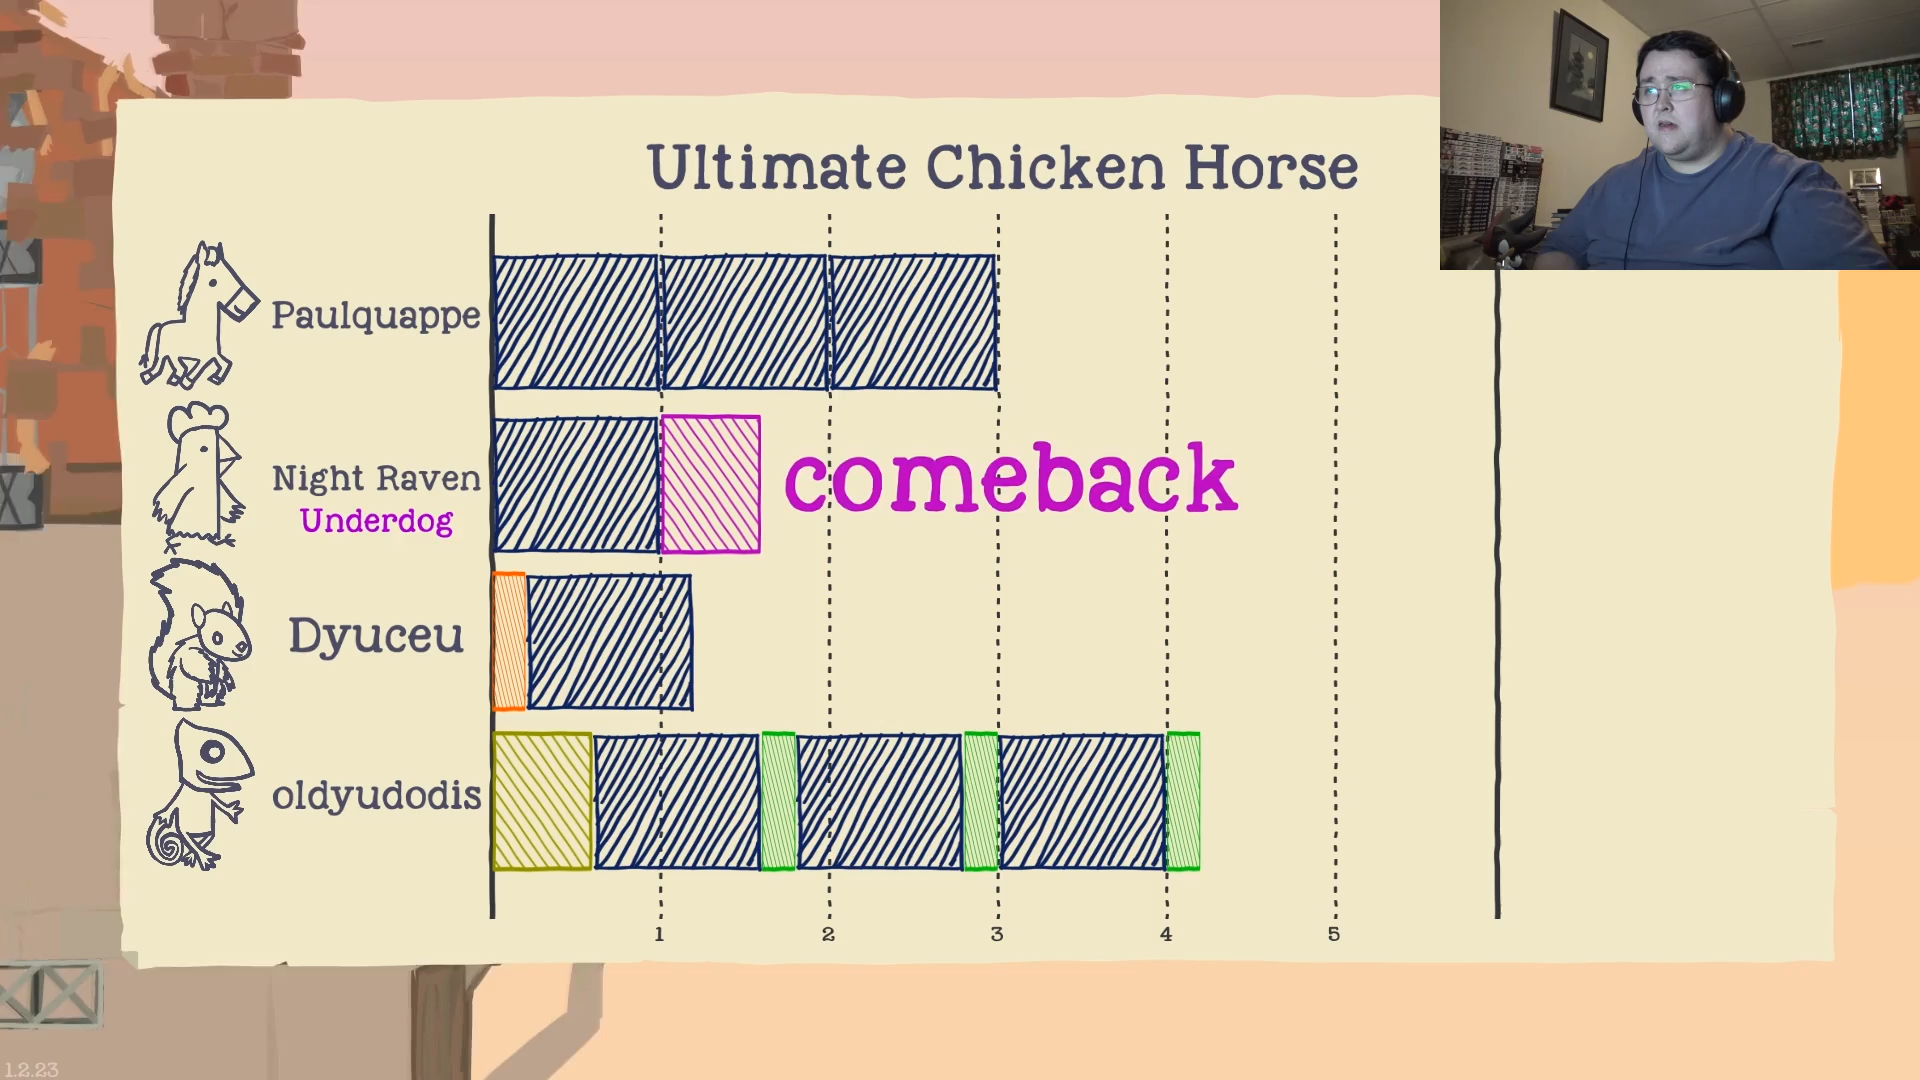 Ultimate Chicken Horse
Paulquappe
Night Raven
Underdog
comeback
Dyuceu
oldyudodis
1 2 3 4 5
1.2.23